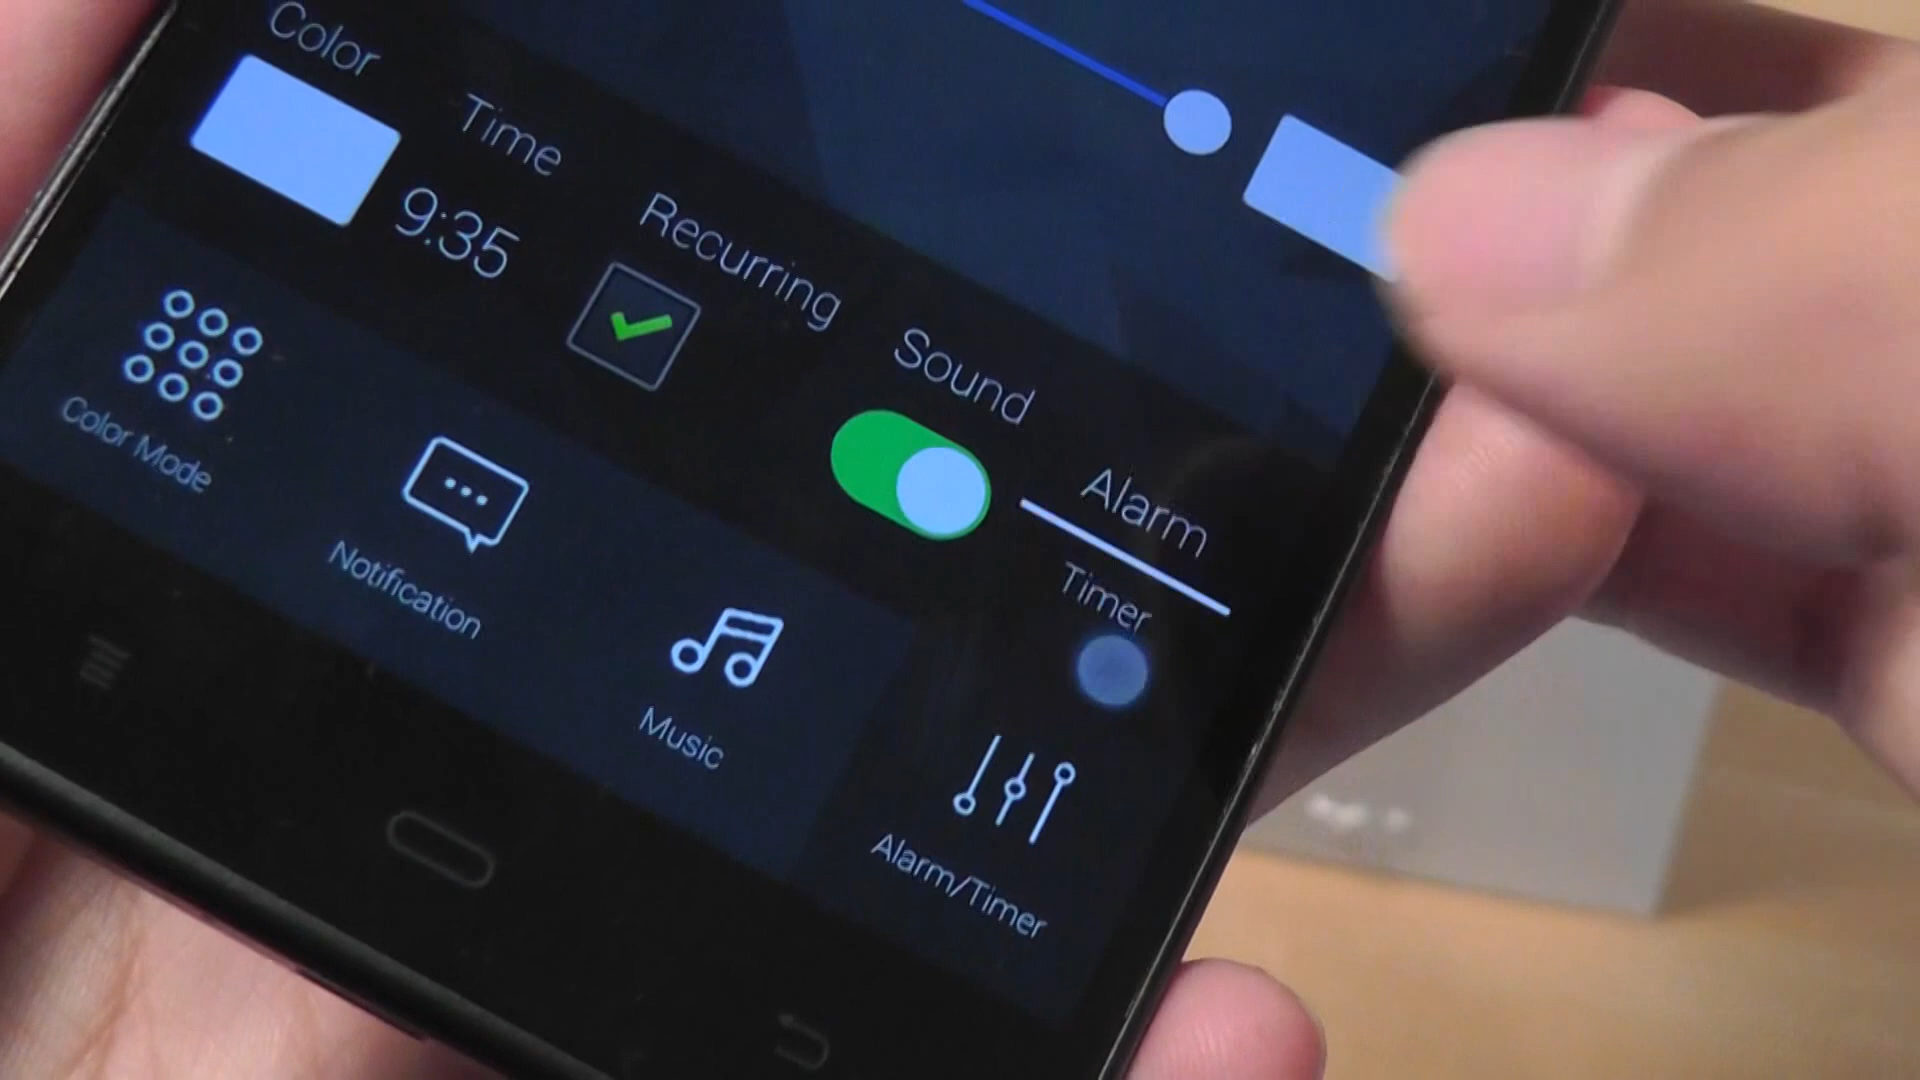 Color
Time
Recurring
Sound
Alarm
9:35
Timer
Color Mode
Notification
Music
Alarm/Timer